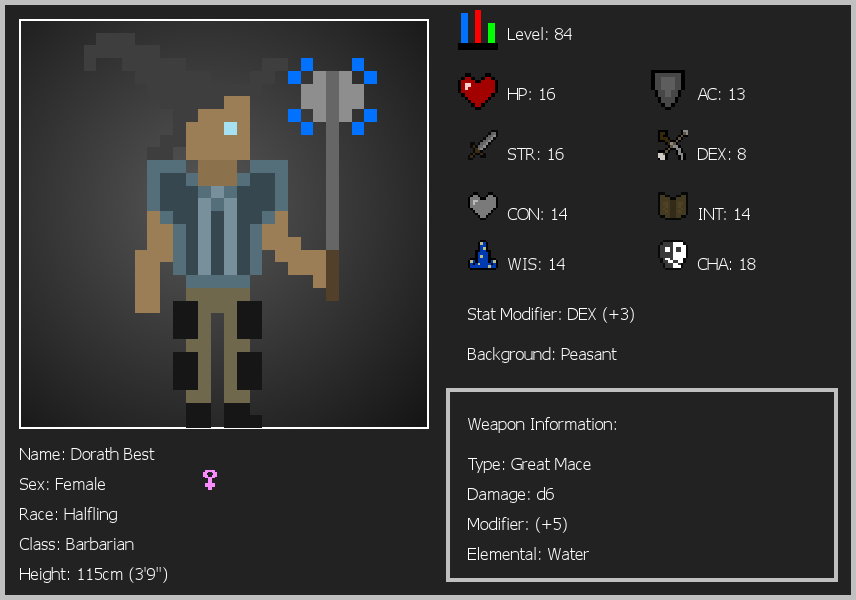 Level: 84
HP: 16
AC: 13
STR: 16
DEX: 8
CON: 14
INT: 14
WIS: 14
CHA: 18
Stat Modifier: DEX (+3)
Background: Peasant
Weapon Information:
Type: Great Mace
Damage: d6
Modifier: (+5)
Elemental: Water
Name: Dorath Best
Sex: Female
Race: Halfling
Class: Barbarian
Height: 115cm (3'9")